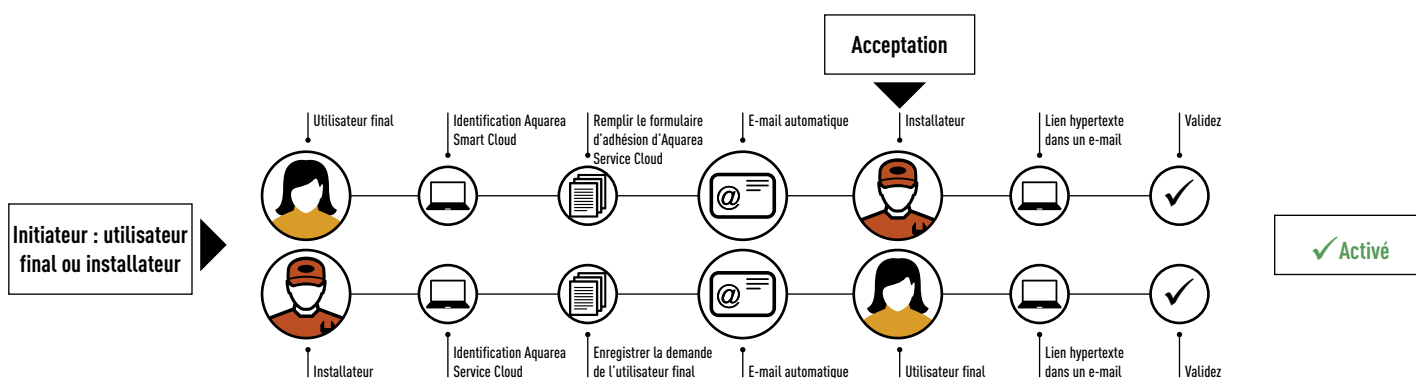 Acceptation
Utilisateur final
Identification Aquarea
Smart Cloud
Remplir le formulaire
d'adhésion d'Aquarea
Service Cloud
E-mail automatique
Installateur
Lien hypertexte
dans un e-mail
Validez
@
Initiateur : utilisateur
final ou installateur
✓ Activé
@
Installateur
Identification Aquarea
Service Cloud
Enregistrer la demande
de l'utilisateur final
E-mail automatique
Utilisateur final
Lien hypertexte
dans un e-mail
Validez